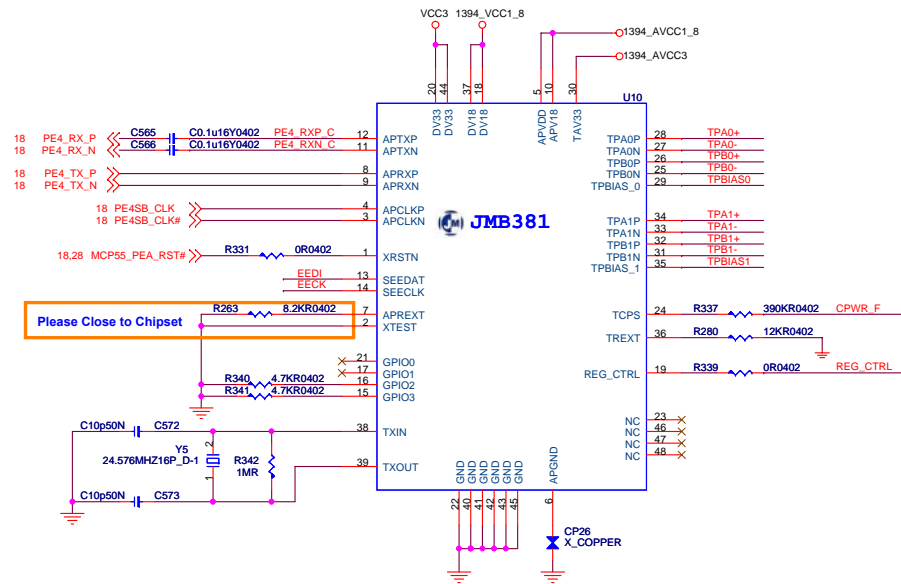 VCC3 1394_VCC1_8
1394_AVCC1_8
1394_AVCC3
20 44 37 18 5 10 30
U10
DV33 DV33 DV18 DV18 APVDD APV18 TAV33
18 PE4_RX_P C565 C0.1u16Y0402 PE4_RXP_C 12 APTXP
18 PE4_RX_N C566 C0.1u16Y0402 PE4_RXN_C 11 APTXN
18 PE4_TX_P 8 APRXP
18 PE4_TX_N 9 APRXN
18 PE4SB_CLK 4 APCLKP
18 PE4SB_CLK# 3 APCLKN
18,28 MCP55_PEA_RST# R331 0R0402 1 XRSTN
EEDI 13 SEEDAT
EECK 14 SEECLK
Please Close to Chipset
R263 8.2KR0402 7 APREXT
2 XTEST
21 GPIO0
17 GPIO1
R340 4.7KR0402 16 GPIO2
R341 4.7KR0402 15 GPIO3
C10p50N C572 38 TXIN
Y5
24.576MHZ16P_D-1
2
1
R342
1MR
39 TXOUT
C10p50N C573
JM JMB381
TPA0P 28 TPA0+
TPA0N 27 TPA0-
TPB0P 26 TPB0+
TPB0N 25 TPB0-
TPBIAS_0 29 TPBIAS0
TPA1P 34 TPA1+
TPA1N 33 TPA1-
TPB1P 32 TPB1+
TPB1N 31 TPB1-
TPBIAS_1 35 TPBIAS1
TCPS 24 R337 390KR0402 CPWR_F
TREXT 36 R280 12KR0402
REG_CTRL 19 R339 0R0402 REG_CTRL
NC 23
NC 46
NC 47
NC 48
GND GND GND GND GND GND APGND
22 40 41 42 43 45 6
CP26
X_COPPER